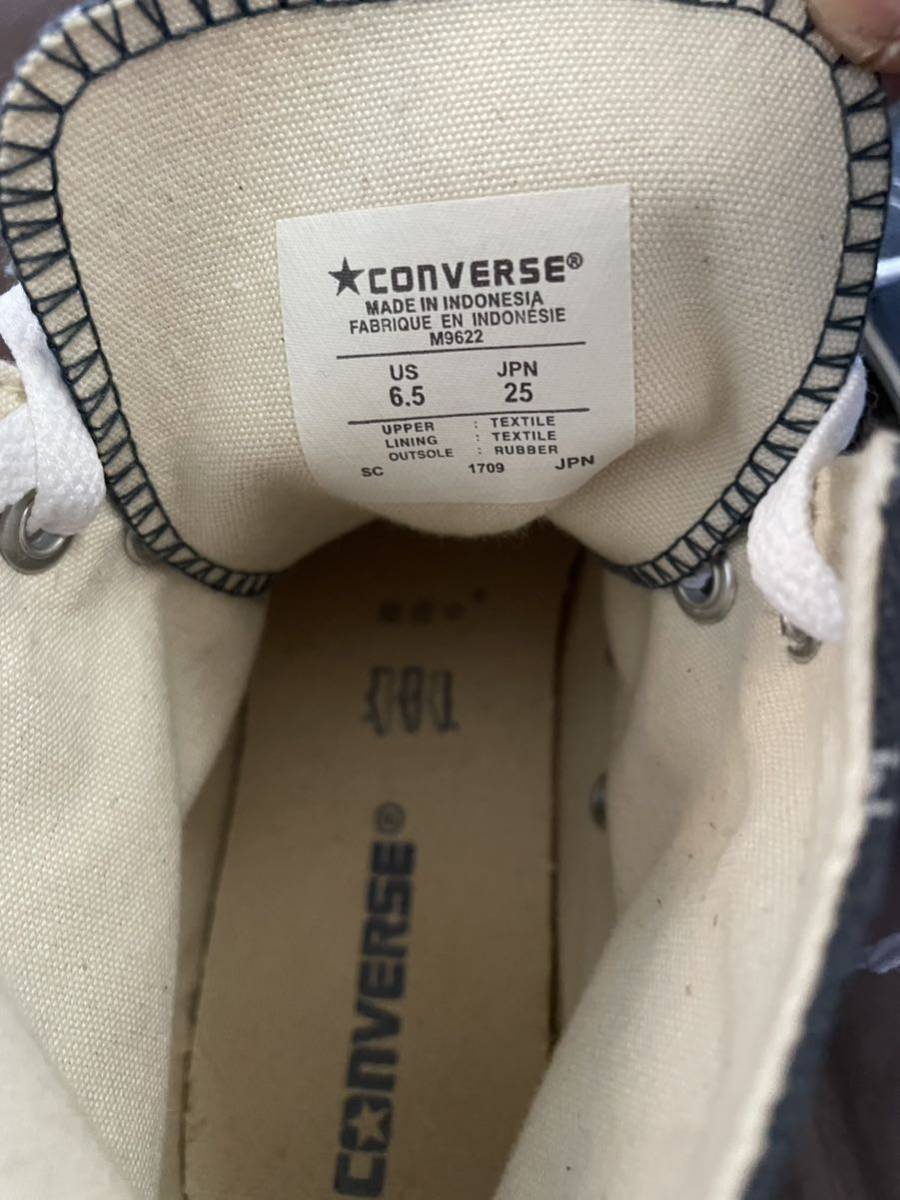 ★CONVERSE®
MADE IN INDONESIA
FABRIQUE EN INDONÉSIE
M9622
US JPN
6.5 25
UPPER : TEXTILE
LINING : TEXTILE
OUTSOLE : RUBBER
SC 1709 JPN
CONVERSE®